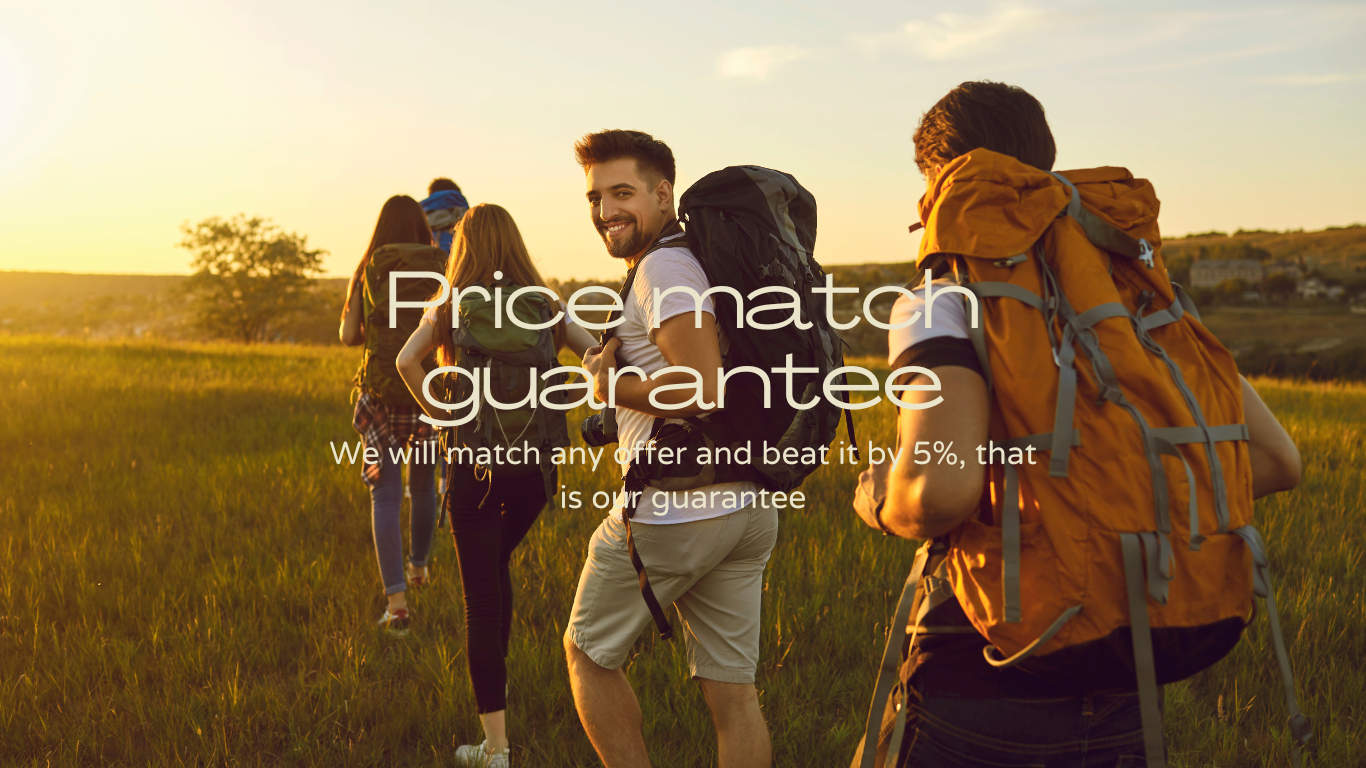 Price match
guarantee
We will match any offer and beat it by 5%, that
is our guarantee